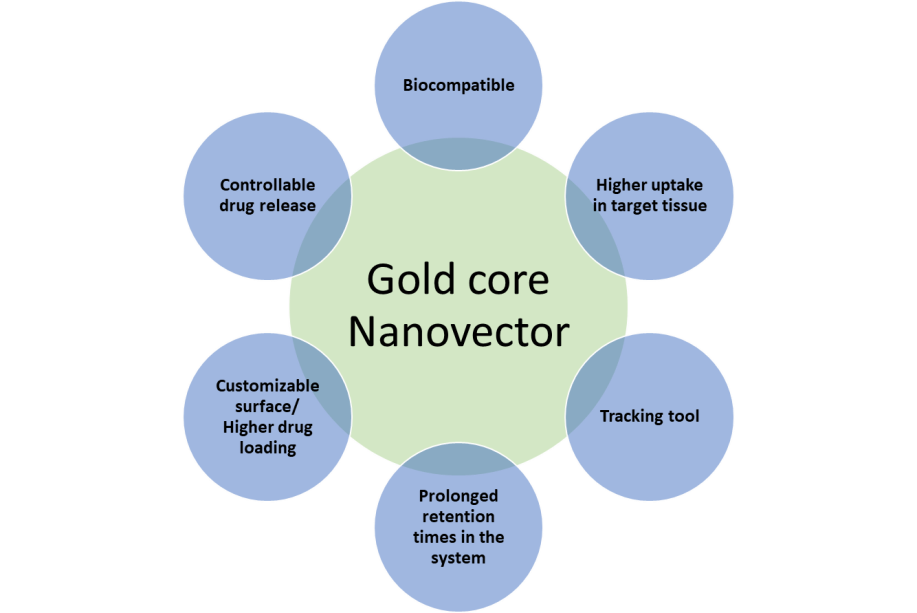 Biocompatible
Controllable
drug release
Higher uptake
in target tissue
Gold core
Nanovector
Customizable
surface/
Higher drug
loading
Tracking tool
Prolonged
retention
times in the
system